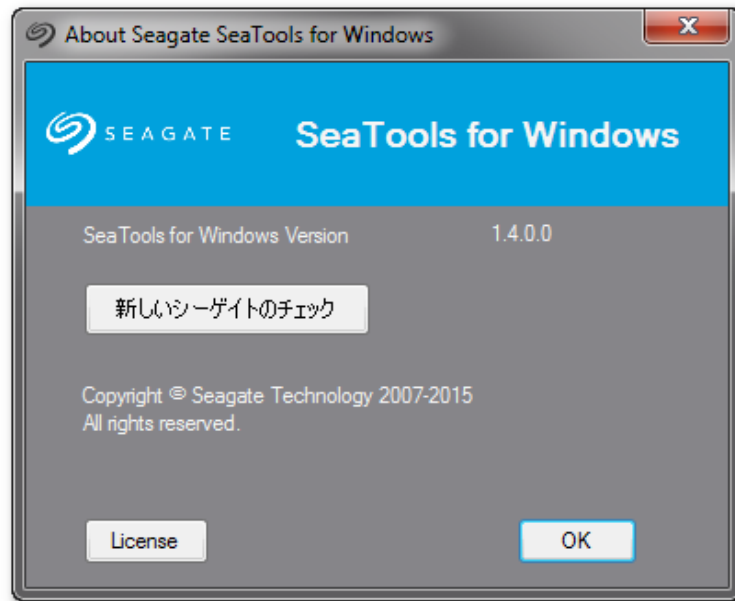 About Seagate SeaTools for Windows
SEAGATE
SeaTools for Windows
SeaTools for Windows Version 1.4.0.0
新しいシーゲイトのチェック
Copyright © Seagate Technology 2007-2015
All rights reserved.
License
OK